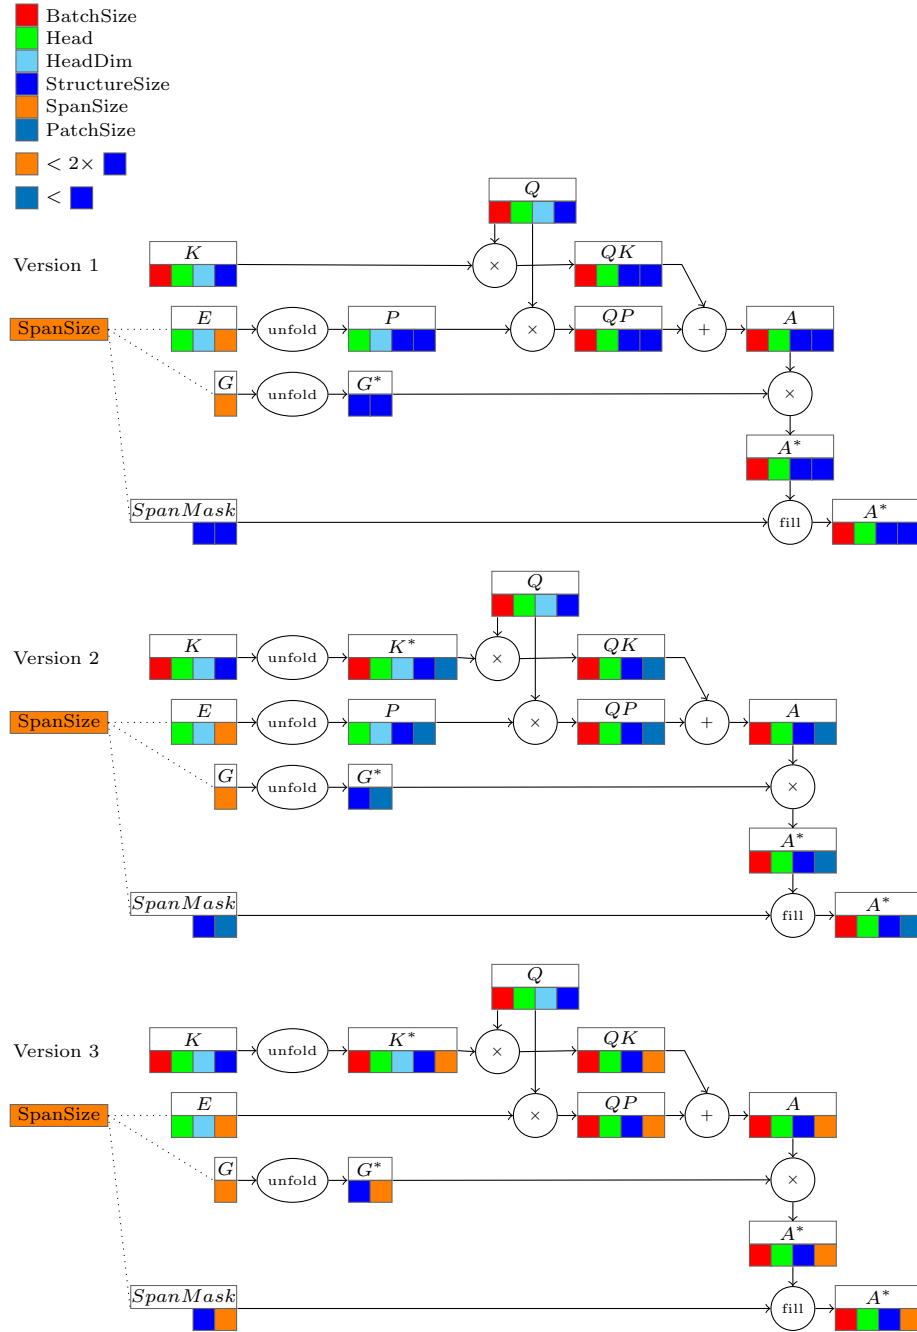 BatchSize
Head
HeadDim
StructureSize
SpanSize
PatchSize
< 2×
<
Q
Version 1
K
×
QK
SpanSize
E
unfold
P
×
QP
+
A
G
unfold
G*
×
A*
SpanMask
fill
A*
Q
Version 2
K
unfold
K*
×
QK
SpanSize
E
unfold
P
×
QP
+
A
G
unfold
G*
×
A*
SpanMask
fill
A*
Q
Version 3
K
unfold
K*
×
QK
SpanSize
E
×
QP
+
A
G
unfold
G*
×
A*
SpanMask
fill
A*